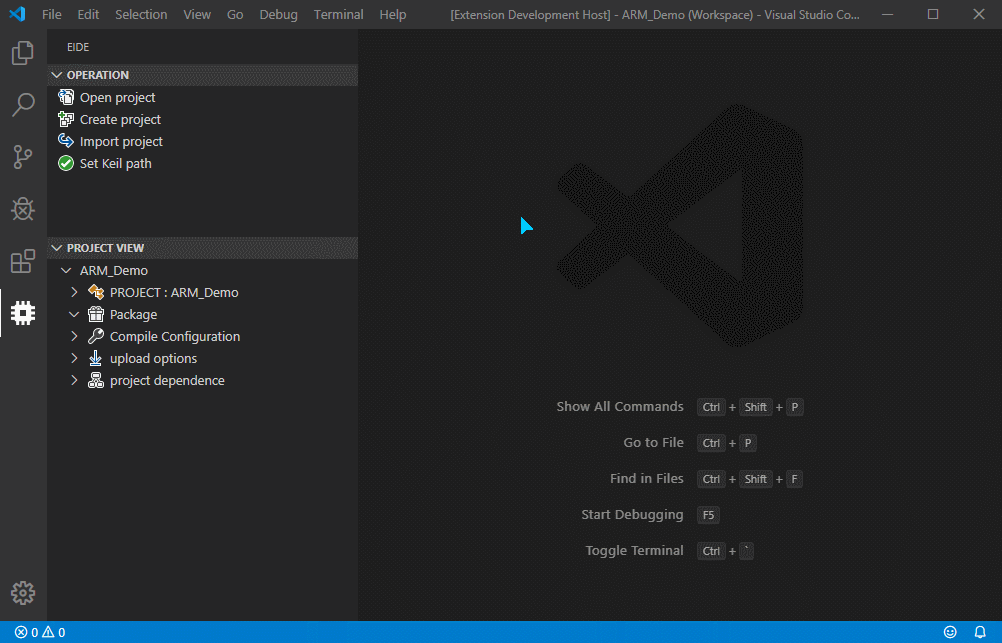 File Edit Selection View Go Debug Terminal Help [Extension Development Host] - ARM_Demo (Workspace) - Visual Studio Co...
EIDE
OPERATION
Open project
Create project
Import project
Set Keil path
PROJECT VIEW
ARM_Demo
PROJECT : ARM_Demo
Package
Compile Configuration
upload options
project dependence
Show All Commands Ctrl + Shift + P
Go to File Ctrl + P
Find in Files Ctrl + Shift + F
Start Debugging F5
Toggle Terminal Ctrl + `
0 0